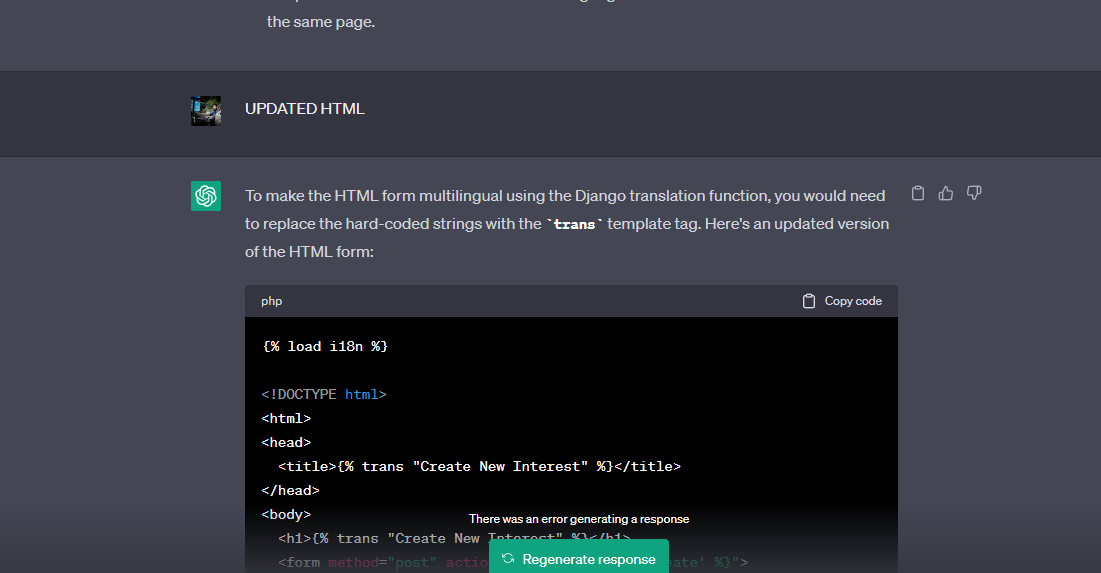 the same page.
UPDATED HTML
To make the HTML form multilingual using the Django translation function, you would need
to replace the hard-coded strings with the `trans` template tag. Here's an updated version
of the HTML form:
php
Copy code
{% load i18n %}
<!DOCTYPE html>
<html>
<head>
<title>{% trans "Create New Interest" %}</title>
</head>
<body>
There was an error generating a response
<h1>{% trans "Create New Interest" %}</h1>
<form method="post" actio
ate' %}">
Regenerate response